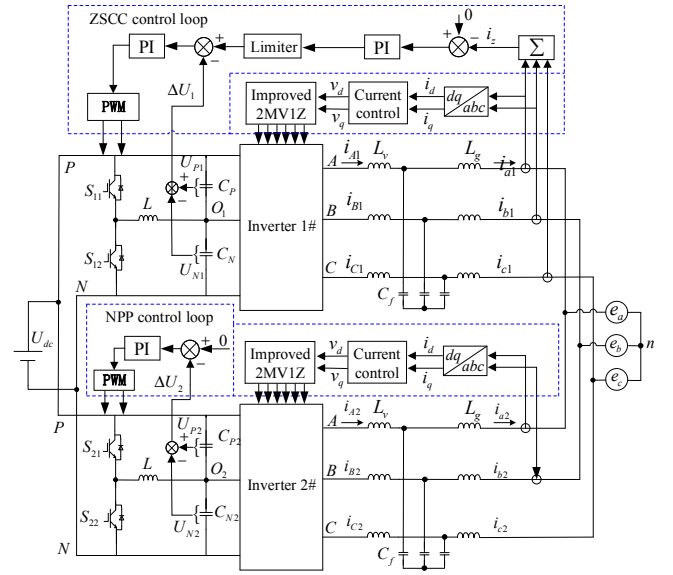 ZSCC control loop
0
PI
+
−
+
−
Limiter
PI
i_z
Σ
ΔU_1
PWM
Improved 2MV1Z
v_d
v_q
Current control
i_d
i_q
dq/abc
P
S_11
S_12
L
N
U_P1
C_P
O_1
C_N
U_N1
+
−
Inverter 1#
A
i_A1
L_v
L_g
i_a1
B
i_B1
i_b1
C
i_C1
i_c1
C_f
U_dc
e_a
e_b
e_c
n
NPP control loop
PI
+
0
−
PWM
ΔU_2
Improved 2MV1Z
v_d
v_q
Current control
i_d
i_q
dq/abc
P
S_21
S_22
L
N
U_P2
C_P2
O_2
C_N2
U_N2
+
−
Inverter 2#
A
i_A2
L_v
L_g
i_a2
B
i_B2
i_b2
C
i_C2
i_c2
C_f